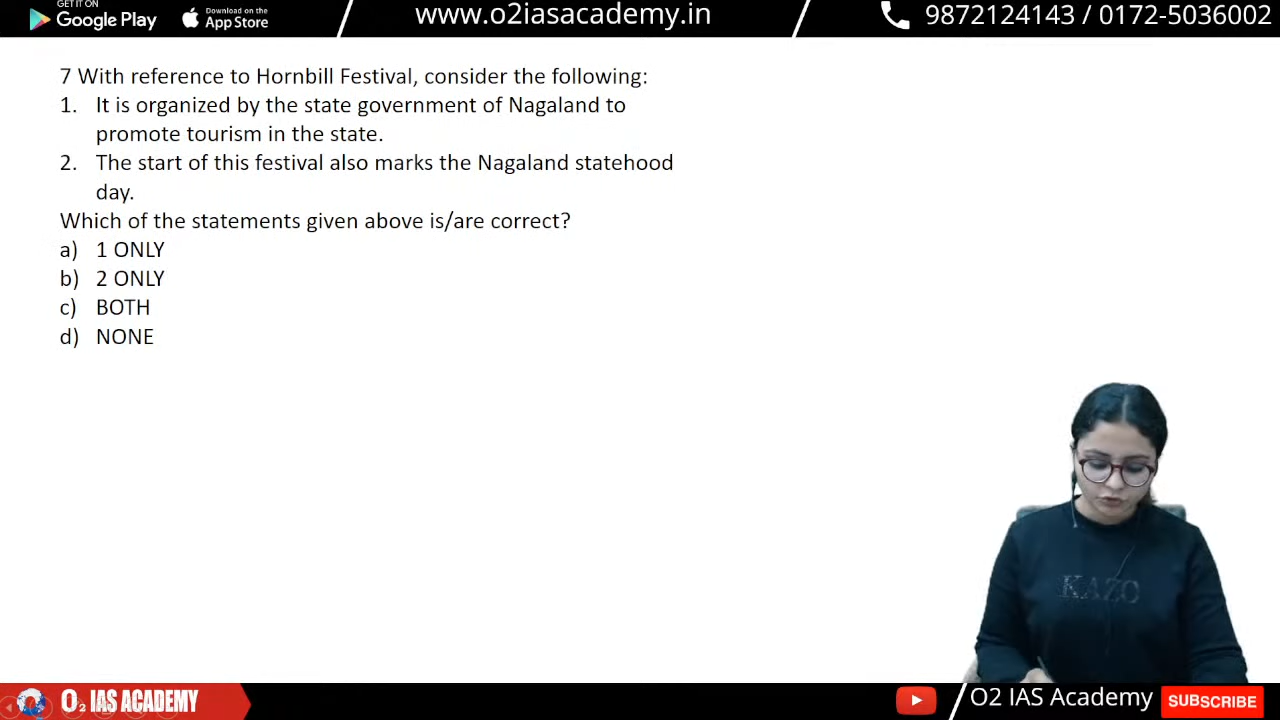 GET IT ON
Google Play
Download on the
App Store
www.o2iasacademy.in
9872124143 / 0172-5036002
7 With reference to Hornbill Festival, consider the following:
1. It is organized by the state government of Nagaland to
promote tourism in the state.
2. The start of this festival also marks the Nagaland statehood
day.
Which of the statements given above is/are correct?
a) 1 ONLY
b) 2 ONLY
c) BOTH
d) NONE
KAZO
O2 IAS ACADEMY
O2 IAS Academy
SUBSCRIBE